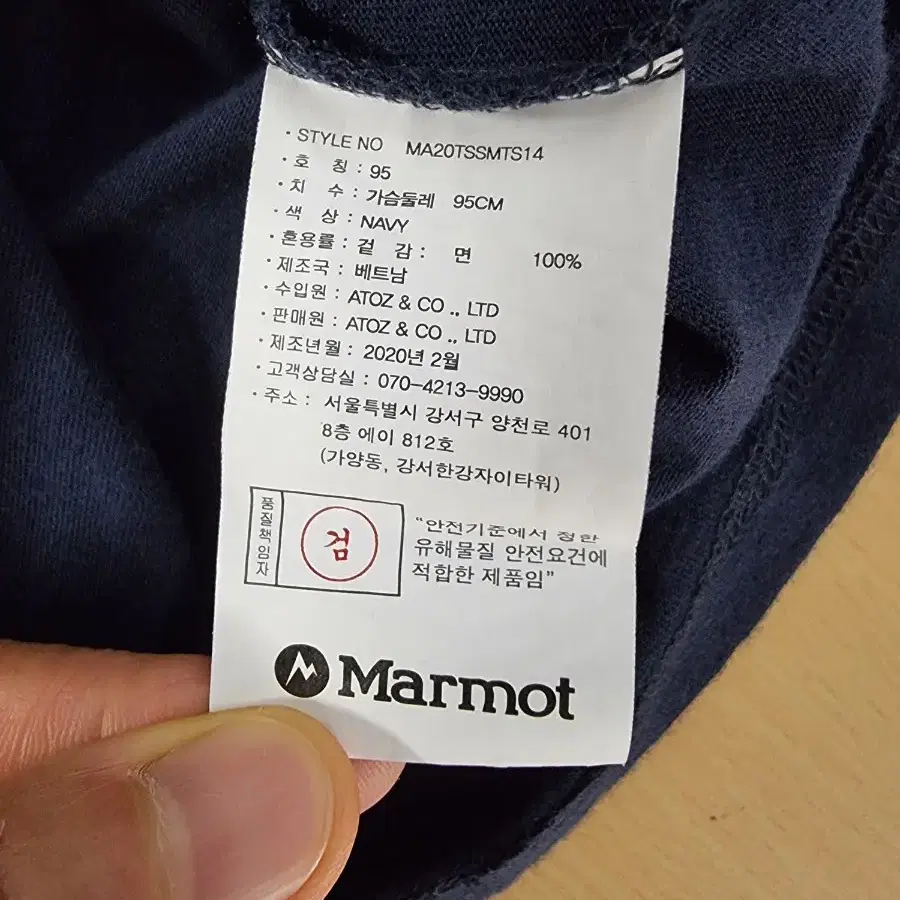 · STYLE NO MA20TSSMTS14
· 호 칭 : 95
· 치 수 : 가슴둘레 95CM
· 색 상 : NAVY
· 혼용률 : 겉 감 : 면 100%
· 제조국 : 베트남
· 수입원 : ATOZ & CO ., LTD
· 판매원 : ATOZ & CO ., LTD
· 제조년월 : 2020년 2월
· 고객상담실 : 070-4213-9990
· 주소 : 서울특별시 강서구 양천로 401
8층 에이 812호
(가양동, 강서한강자이타워)
품질책임자
검
“안전기준에서 정한
유해물질 안전요건에
적합한 제품임”
Marmot